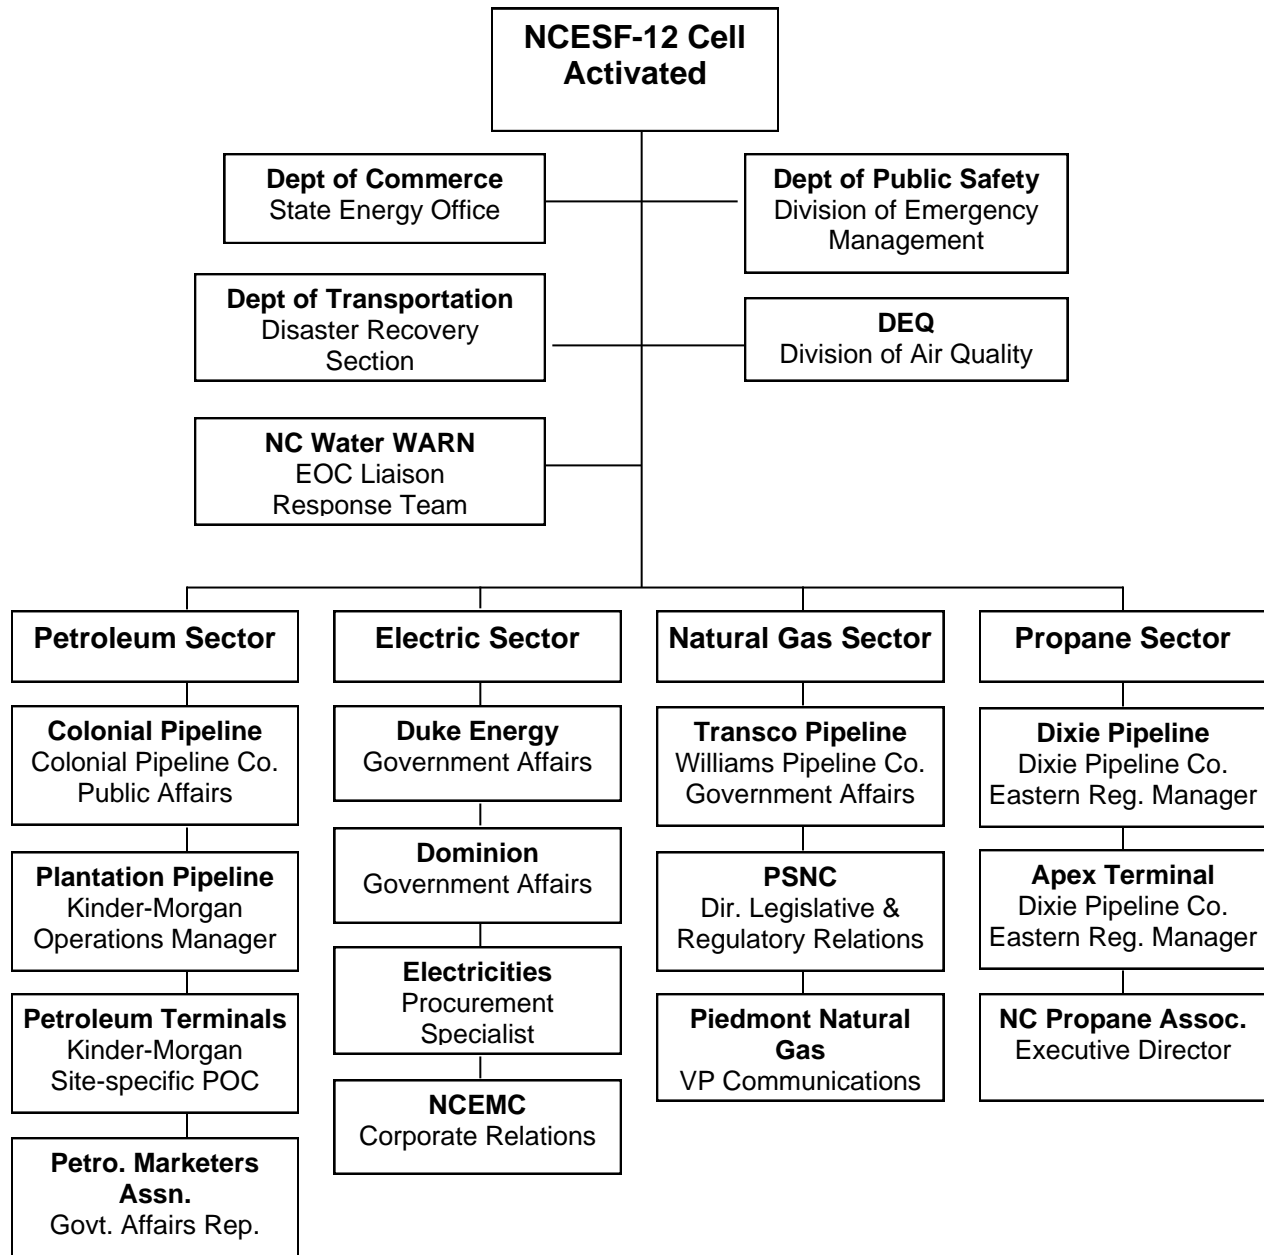 NCESF-12 Cell
Activated
Dept of Commerce
State Energy Office
Dept of Public Safety
Division of Emergency
Management
Dept of Transportation
Disaster Recovery
Section
DEQ
Division of Air Quality
NC Water WARN
EOC Liaison
Response Team
Petroleum Sector
Colonial Pipeline
Colonial Pipeline Co.
Public Affairs
Plantation Pipeline
Kinder-Morgan
Operations Manager
Petroleum Terminals
Kinder-Morgan
Site-specific POC
Petro. Marketers
Assn.
Govt. Affairs Rep.
Electric Sector
Duke Energy
Government Affairs
Dominion
Government Affairs
Electricities
Procurement
Specialist
NCEMC
Corporate Relations
Natural Gas Sector
Transco Pipeline
Williams Pipeline Co.
Government Affairs
PSNC
Dir. Legislative &
Regulatory Relations
Piedmont Natural
Gas
VP Communications
Propane Sector
Dixie Pipeline
Dixie Pipeline Co.
Eastern Reg. Manager
Apex Terminal
Dixie Pipeline Co.
Eastern Reg. Manager
NC Propane Assoc.
Executive Director